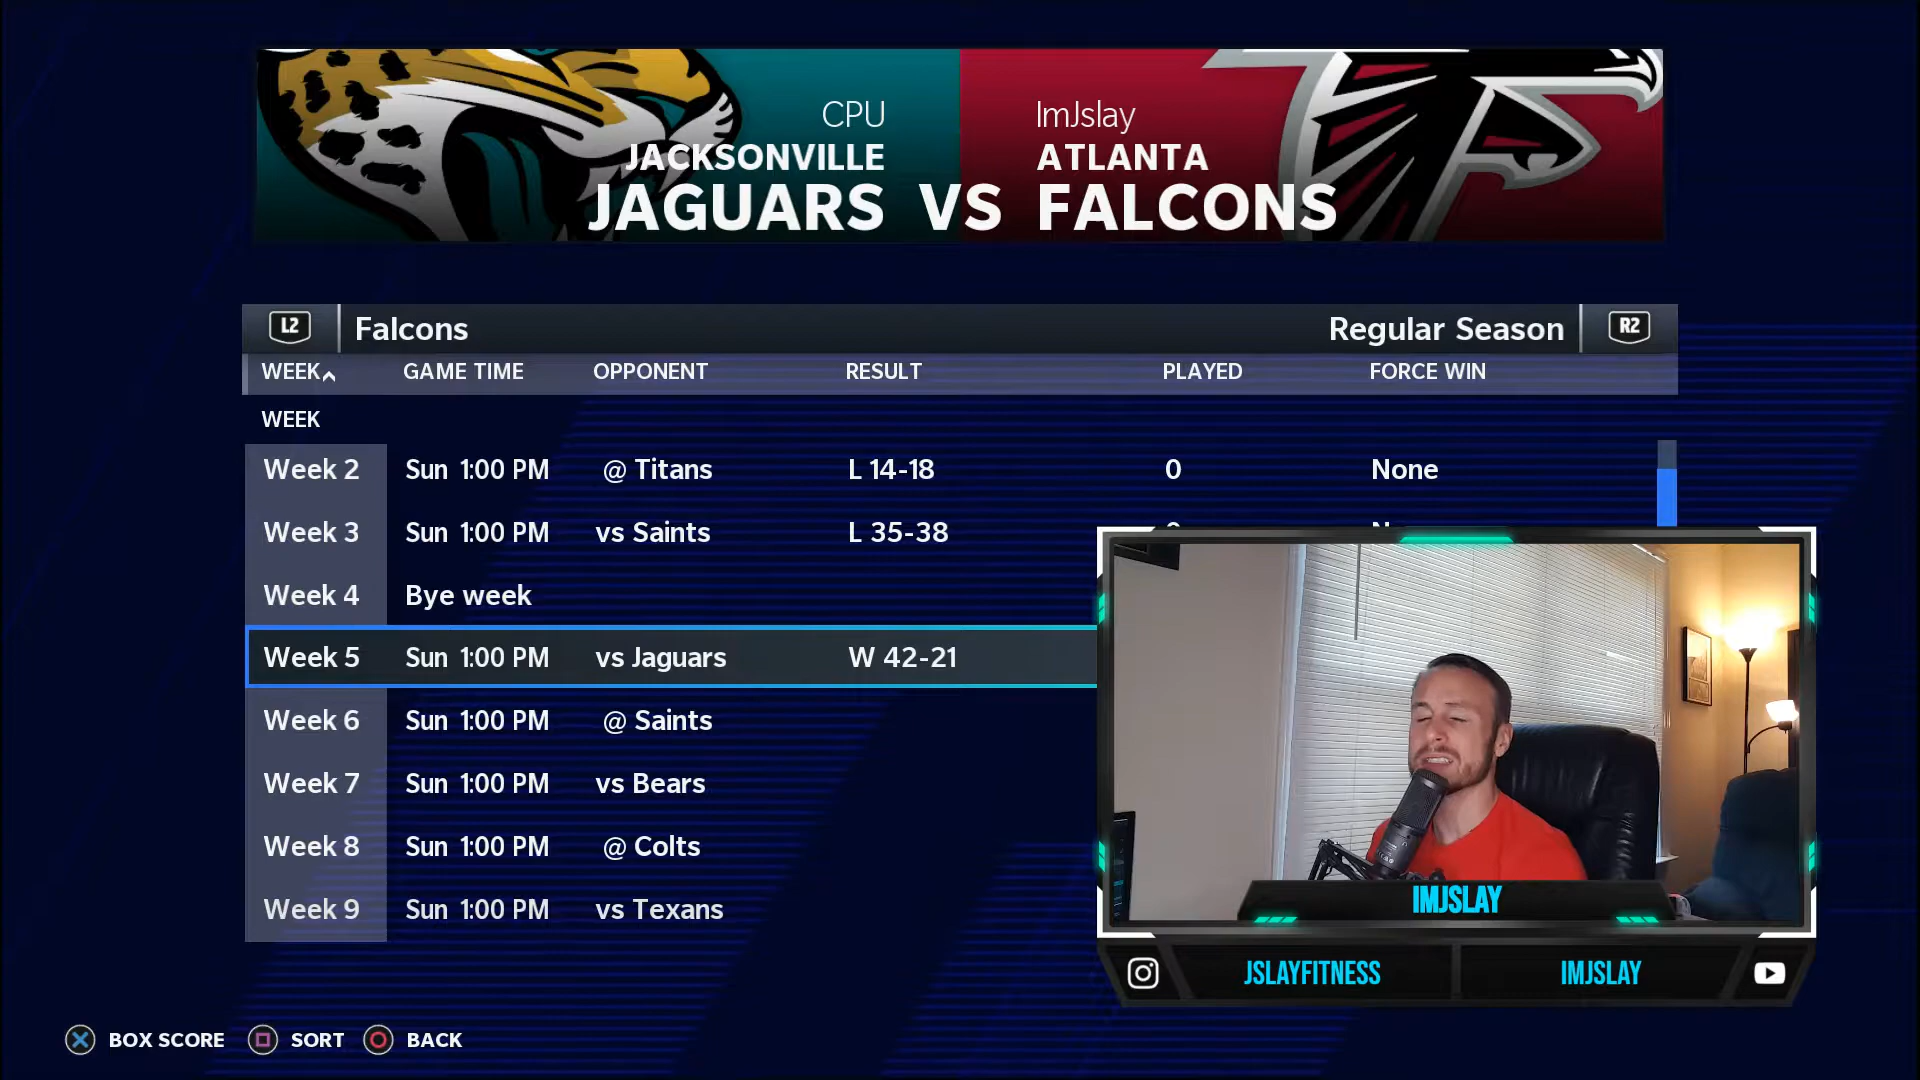 CPU
JACKSONVILLE
JAGUARS VS FALCONS
ImJslay
ATLANTA
L2 Falcons Regular Season R2
WEEK GAME TIME OPPONENT RESULT PLAYED FORCE WIN
WEEK
Week 2 Sun 1:00 PM @ Titans L 14-18 0 None
Week 3 Sun 1:00 PM vs Saints L 35-38
Week 4 Bye week
Week 5 Sun 1:00 PM vs Jaguars W 42-21
Week 6 Sun 1:00 PM @ Saints
Week 7 Sun 1:00 PM vs Bears
Week 8 Sun 1:00 PM @ Colts
Week 9 Sun 1:00 PM vs Texans
IMJSLAY
JSLAYFITNESS IMJSLAY
BOX SCORE SORT BACK